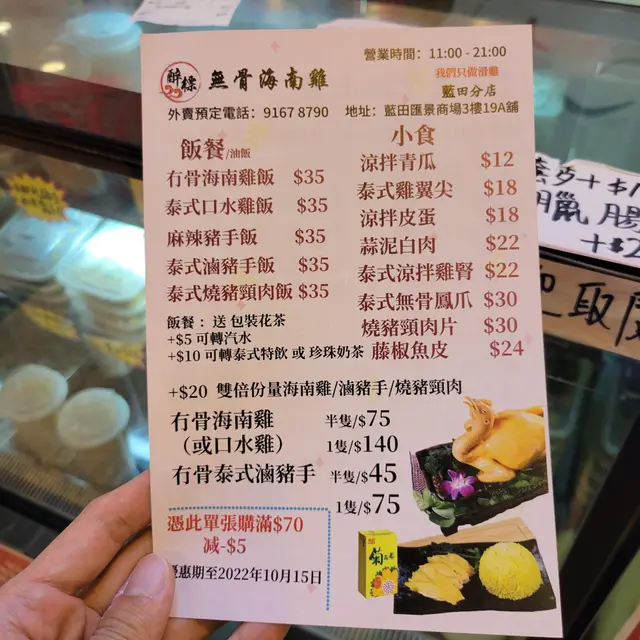 營業時間：11:00 - 21:00
醉樣
無骨海南雞
我們只做滑雞
藍田分店
外賣預定電話：9167 8790
地址：藍田匯景商場3樓19A舖
飯餐/油飯
冇骨海南雞飯 $35
泰式口水雞飯 $35
麻辣豬手飯 $35
泰式滷豬手飯 $35
泰式燒豬頸肉飯 $35
飯餐：送 包裝花茶
+$5 可轉汽水
+$10 可轉泰式特飲 或 珍珠奶茶
小食
涼拌青瓜 $12
泰式雞翼尖 $18
涼拌皮蛋 $18
蒜泥白肉 $22
泰式涼拌雞腎 $22
泰式無骨鳳爪 $30
燒豬頸肉片 $30
藤椒魚皮 $24
+$20 雙倍份量海南雞/滷豬手/燒豬頸肉
冇骨海南雞 半隻/$75
（或口水雞） 1隻/$140
冇骨泰式滷豬手 半隻/$45
1隻/$75
憑此單張購滿$70
减-$5
優惠期至2022年10月15日
菊